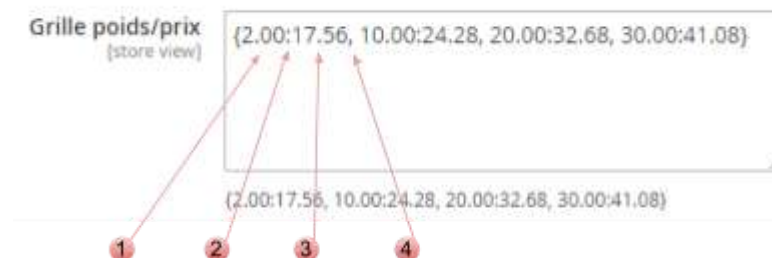 Grille poids/prix
[store view]
{2.00:17.56, 10.00:24.28, 20.00:32.68, 30.00:41.08}
{2.00:17.56, 10.00:24.28, 20.00:32.68, 30.00:41.08}
1 2 3 4